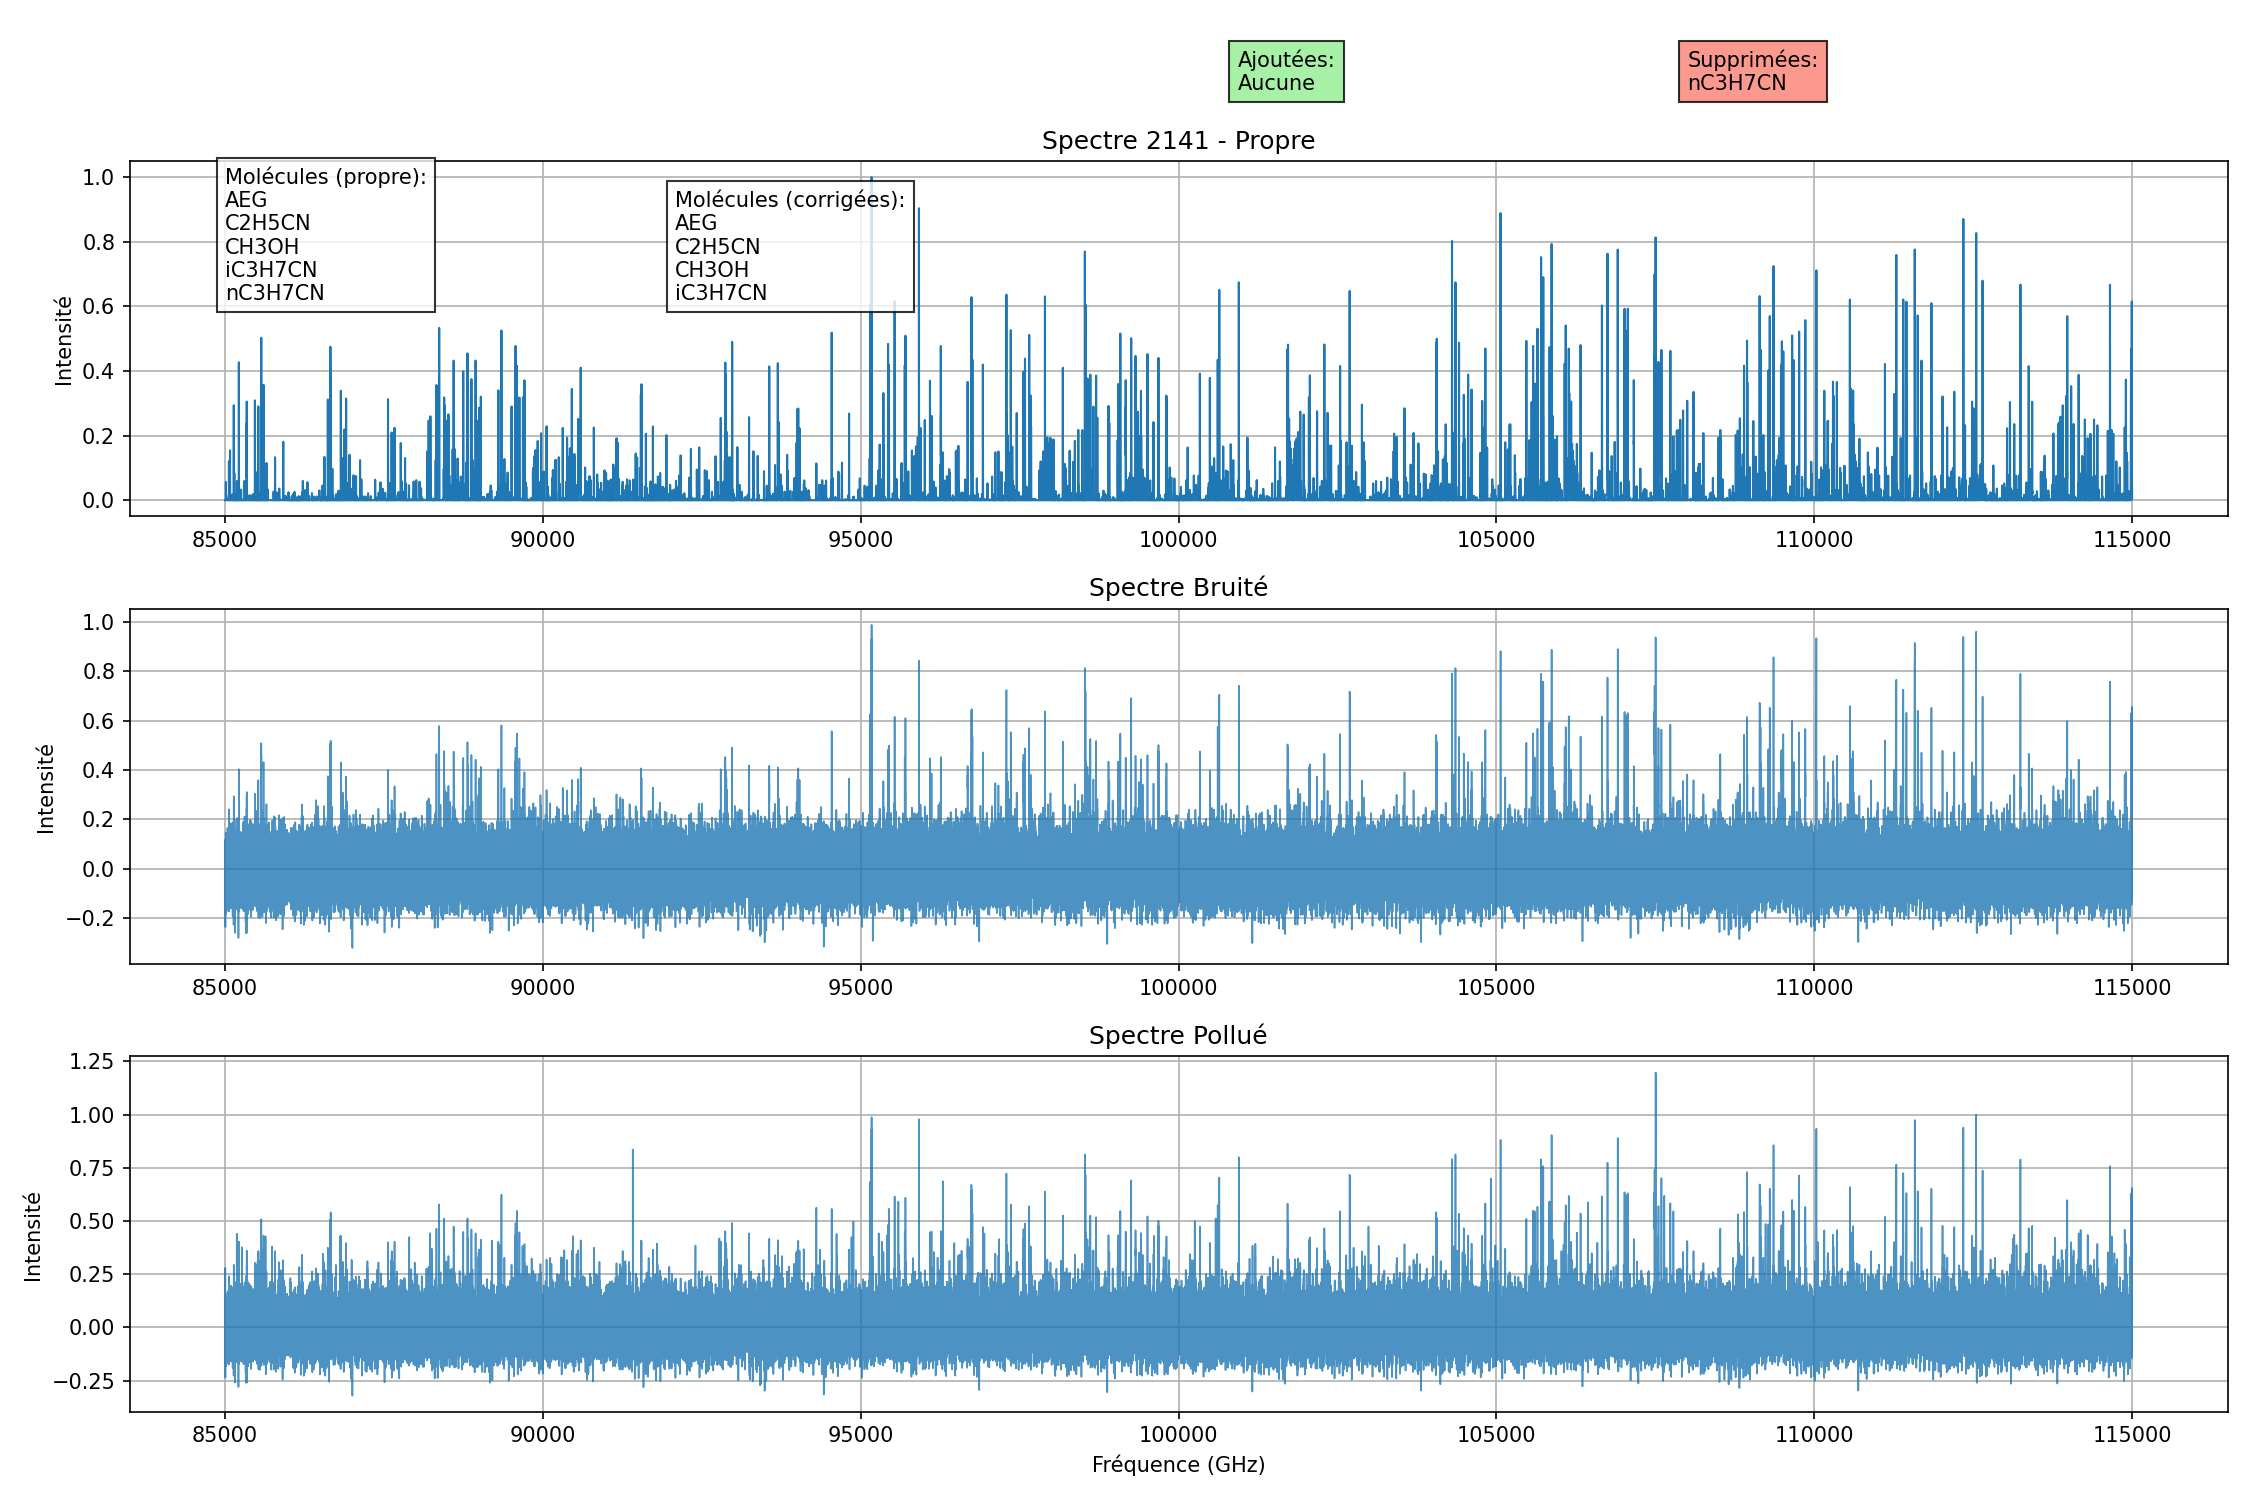 Ajoutées:
Aucune
Supprimées:
nC3H7CN
Spectre 2141 - Propre
Molécules (propre):
AEG
C2H5CN
CH3OH
iC3H7CN
nC3H7CN
Molécules (corrigées):
AEG
C2H5CN
CH3OH
iC3H7CN
Intensité
1.0
0.8
0.6
0.4
0.2
0.0
85000 90000 95000 100000 105000 110000 115000
Spectre Bruité
Intensité
1.0
0.8
0.6
0.4
0.2
0.0
−0.2
85000 90000 95000 100000 105000 110000 115000
Spectre Pollué
Intensité
1.25
1.00
0.75
0.50
0.25
0.00
−0.25
85000 90000 95000 100000 105000 110000 115000
Fréquence (GHz)